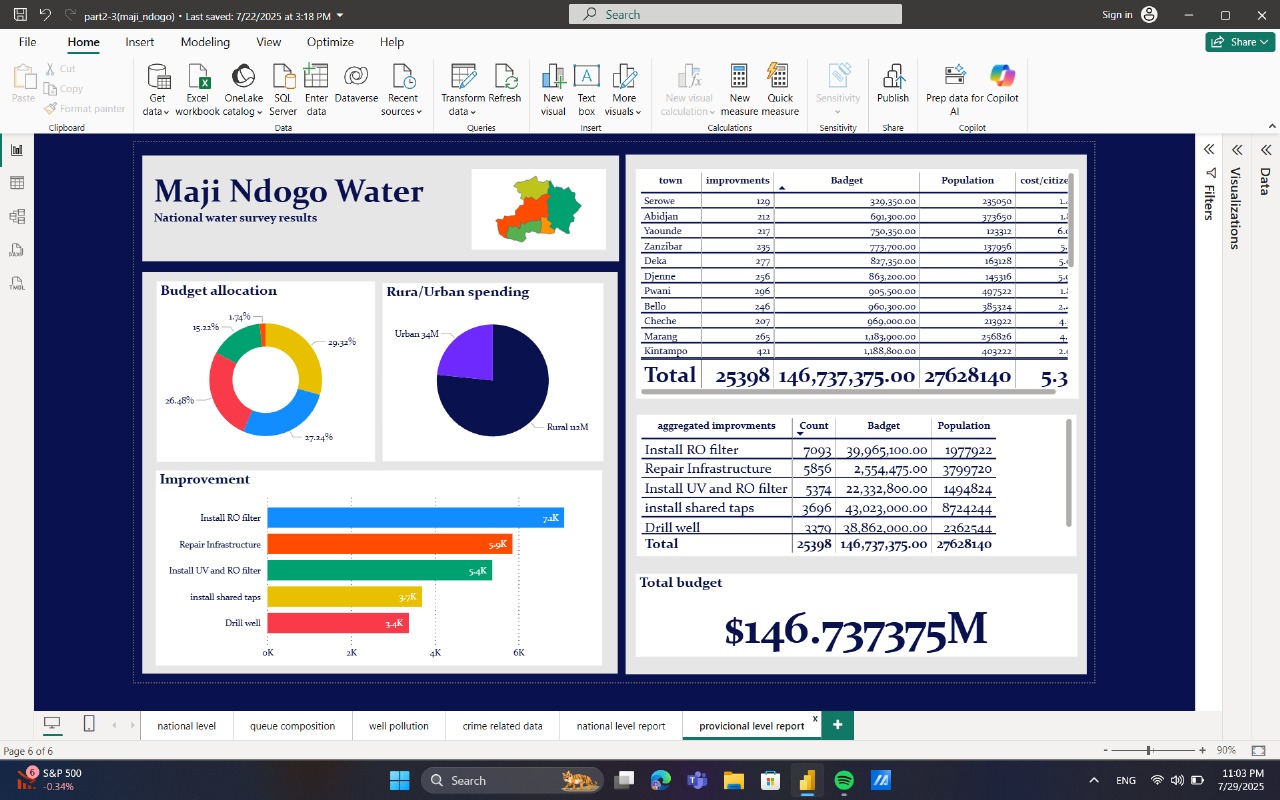 part2-3(maji_ndogo) • Last saved: 7/22/2025 at 3:18 PM
Search
Sign in
File Home Insert Modeling View Optimize Help
Share
Paste
Cut
Copy
Format painter
Clipboard
Get data
Excel workbook
OneLake catalog
SQL Server
Enter data
Dataverse
Recent sources
Data
Transform data
Refresh
Queries
New visual
Text box
More visuals
Insert
New visual calculation
New measure
Quick measure
Calculations
Sensitivity
Sensitivity
Publish
Share
Prep data for AI
Copilot
Copilot
Maji Ndogo Water
National water survey results
Budget allocation
1.74%
15.22%
29.32%
26.48%
27.24%
Rura/Urban spending
Urban 34M
Rural 112M
Improvement
Install RO filter 7.1K
Repair Infrastructure 5.9K
Install UV and RO filter 5.4K
install shared taps 3.7K
Drill well 3.4K
0K 2K 4K 6K
town improvments Budget Population cost/citize
Serowe 129 329,350.00 235050
Abidjan 212 691,300.00 373650
Yaounde 217 750,350.00 123312
Zanzibar 235 773,700.00 137956
Deka 277 827,350.00 163128
Djenne 256 863,200.00 145316
Pwani 296 905,500.00 497522
Bello 246 960,300.00 385324
Cheche 207 969,000.00 213922
Marang 265 1,183,900.00 256826
Kintampo 421 1,188,800.00 403222
Total 25398 146,737,375.00 27628140 5.3
aggregated improvments Count Budget Population
Install RO filter 7093 39,965,100.00 1977922
Repair Infrastructure 5856 2,554,475.00 3799720
Install UV and RO filter 5374 22,332,800.00 1494824
install shared taps 3696 43,023,000.00 8724244
Drill well 3379 38,862,000.00 2362544
Total 25398 146,737,375.00 27628140
Total budget
$146.737375M
Filters
Visualizations
Data
national level
queue composition
well pollution
crime related data
national level report
provicional level report
x
+
Page 6 of 6
- + 90%
6
S&P 500
-0.34%
Search
ENG
11:03 PM
7/29/2025